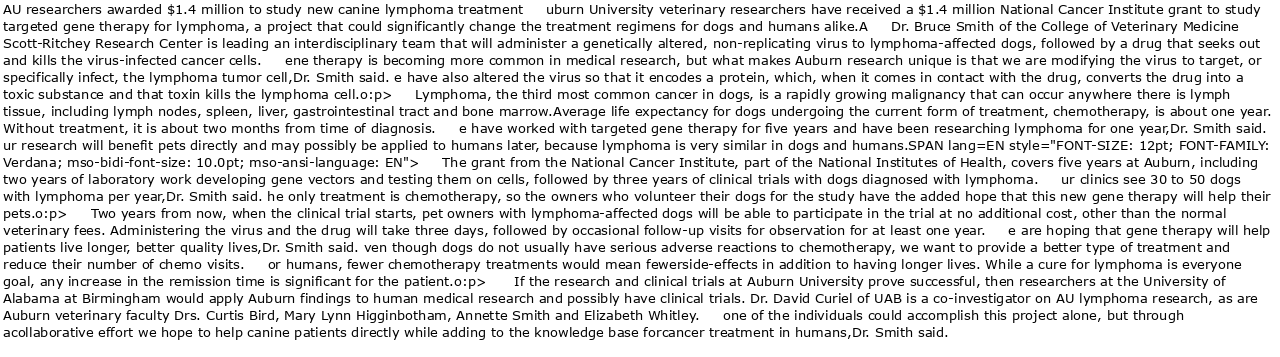 AU researchers awarded $1.4 million to study new canine lymphoma treatment uburn University veterinary researchers have received a $1.4 million National Cancer Institute grant to study
targeted gene therapy for lymphoma, a project that could significantly change the treatment regimens for dogs and humans alike.A Dr. Bruce Smith of the College of Veterinary Medicine
Scott-Ritchey Research Center is leading an interdisciplinary team that will administer a genetically altered, non-replicating virus to lymphoma-affected dogs, followed by a drug that seeks out
and kills the virus-infected cancer cells. ene therapy is becoming more common in medical research, but what makes Auburn research unique is that we are modifying the virus to target, or
specifically infect, the lymphoma tumor cell,Dr. Smith said. e have also altered the virus so that it encodes a protein, which, when it comes in contact with the drug, converts the drug into a
toxic substance and that toxin kills the lymphoma cell.o:p> Lymphoma, the third most common cancer in dogs, is a rapidly growing malignancy that can occur anywhere there is lymph
tissue, including lymph nodes, spleen, liver, gastrointestinal tract and bone marrow.Average life expectancy for dogs undergoing the current form of treatment, chemotherapy, is about one year.
Without treatment, it is about two months from time of diagnosis. e have worked with targeted gene therapy for five years and have been researching lymphoma for one year,Dr. Smith said.
ur research will benefit pets directly and may possibly be applied to humans later, because lymphoma is very similar in dogs and humans.SPAN lang=EN style="FONT-SIZE: 12pt; FONT-FAMILY:
Verdana; mso-bidi-font-size: 10.0pt; mso-ansi-language: EN"> The grant from the National Cancer Institute, part of the National Institutes of Health, covers five years at Auburn, including
two years of laboratory work developing gene vectors and testing them on cells, followed by three years of clinical trials with dogs diagnosed with lymphoma. ur clinics see 30 to 50 dogs
with lymphoma per year,Dr. Smith said. he only treatment is chemotherapy, so the owners who volunteer their dogs for the study have the added hope that this new gene therapy will help their
pets.o:p> Two years from now, when the clinical trial starts, pet owners with lymphoma-affected dogs will be able to participate in the trial at no additional cost, other than the normal
veterinary fees. Administering the virus and the drug will take three days, followed by occasional follow-up visits for observation for at least one year. e are hoping that gene therapy will help
patients live longer, better quality lives,Dr. Smith said. ven though dogs do not usually have serious adverse reactions to chemotherapy, we want to provide a better type of treatment and
reduce their number of chemo visits. or humans, fewer chemotherapy treatments would mean fewerside-effects in addition to having longer lives. While a cure for lymphoma is everyone
goal, any increase in the remission time is significant for the patient.o:p> If the research and clinical trials at Auburn University prove successful, then researchers at the University of
Alabama at Birmingham would apply Auburn findings to human medical research and possibly have clinical trials. Dr. David Curiel of UAB is a co-investigator on AU lymphoma research, as are
Auburn veterinary faculty Drs. Curtis Bird, Mary Lynn Higginbotham, Annette Smith and Elizabeth Whitley. one of the individuals could accomplish this project alone, but through
acollaborative effort we hope to help canine patients directly while adding to the knowledge base forcancer treatment in humans,Dr. Smith said.